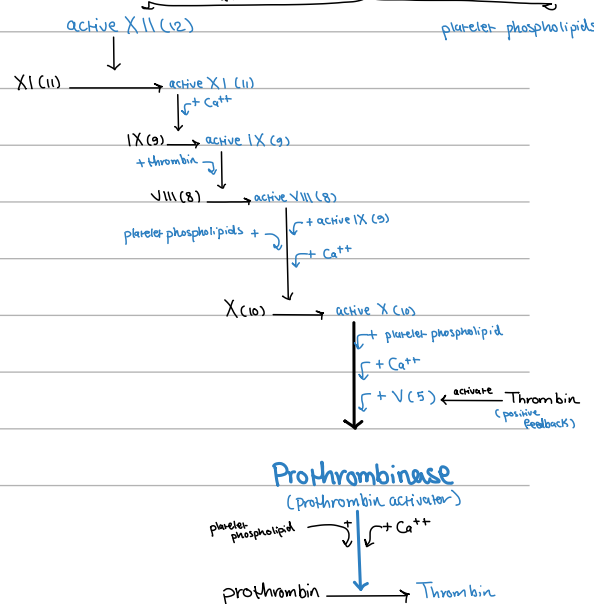 active XII(12)
platelet phospholipids
XI(11)
active XI(11)
+ Ca++
IX(9)
active IX(9)
+ thrombin
VIII(8)
active VIII(8)
+ active IX(9)
platelet phospholipids +
+ Ca++
X(10)
active X(10)
+ platelet phospholipid
+ Ca++
+ V(5)
activate
Thrombin
(positive
feedback)
Prothrombinase
(prothrombin activator)
platelet
phospholipid
+
+ Ca++
prothrombin
Thrombin